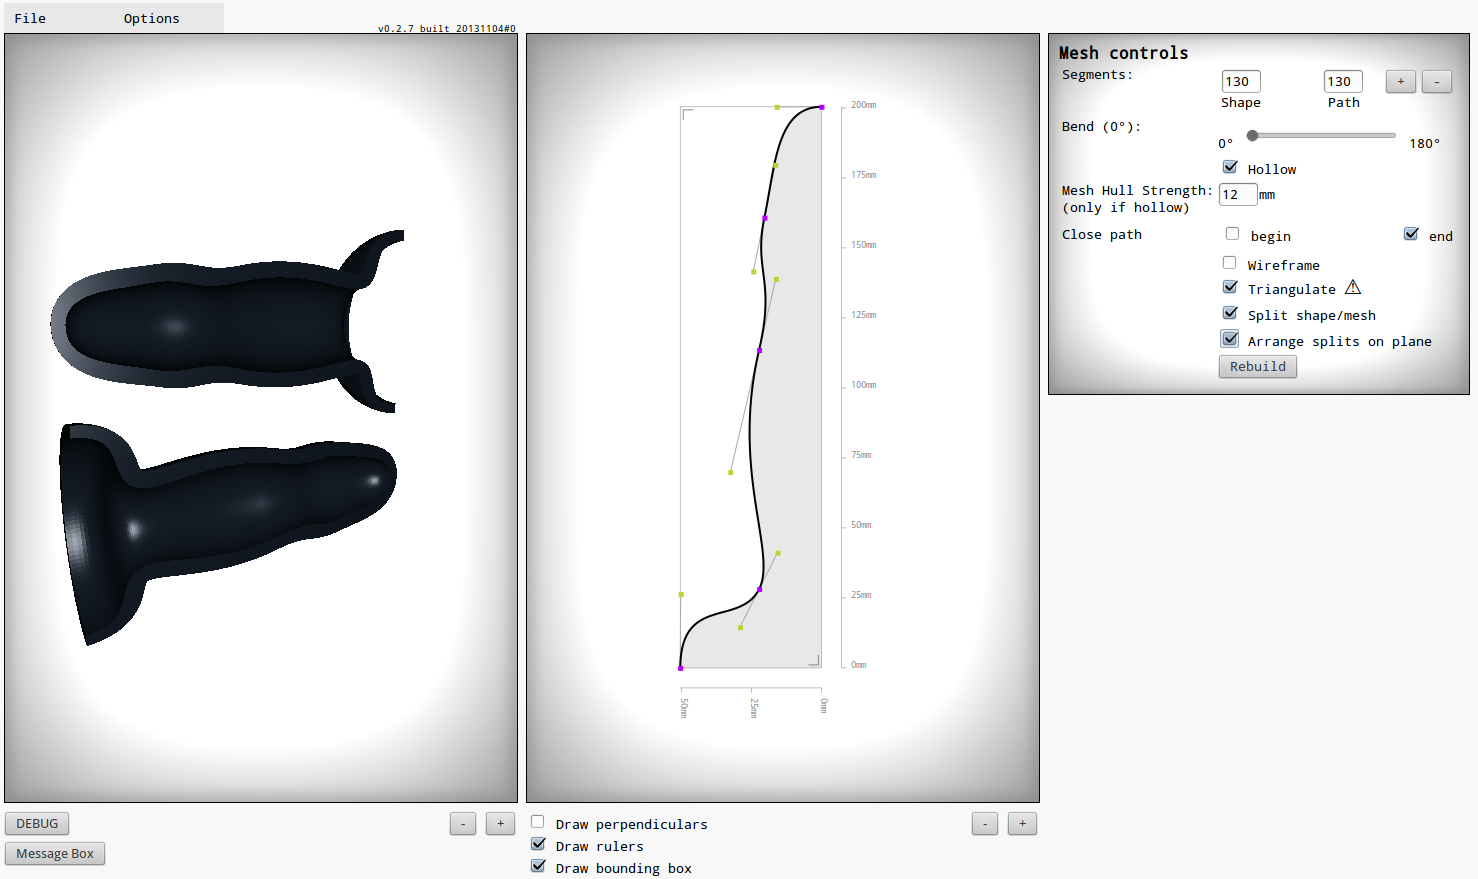 File Options
v0.2.7 built 20131104#0
200mm
175mm
150mm
125mm
100mm
75mm
50mm
25mm
0mm
50mm 25mm 0mm
Mesh controls
Segments: 130 130 + -
Shape Path
Bend (0°): 0° 180°
Hollow
Mesh Hull Strength: 12 mm
(only if hollow)
Close path begin end
Wireframe
Triangulate ⚠
Split shape/mesh
Arrange splits on plane
Rebuild
DEBUG - +
Message Box
Draw perpendiculars - +
Draw rulers
Draw bounding box